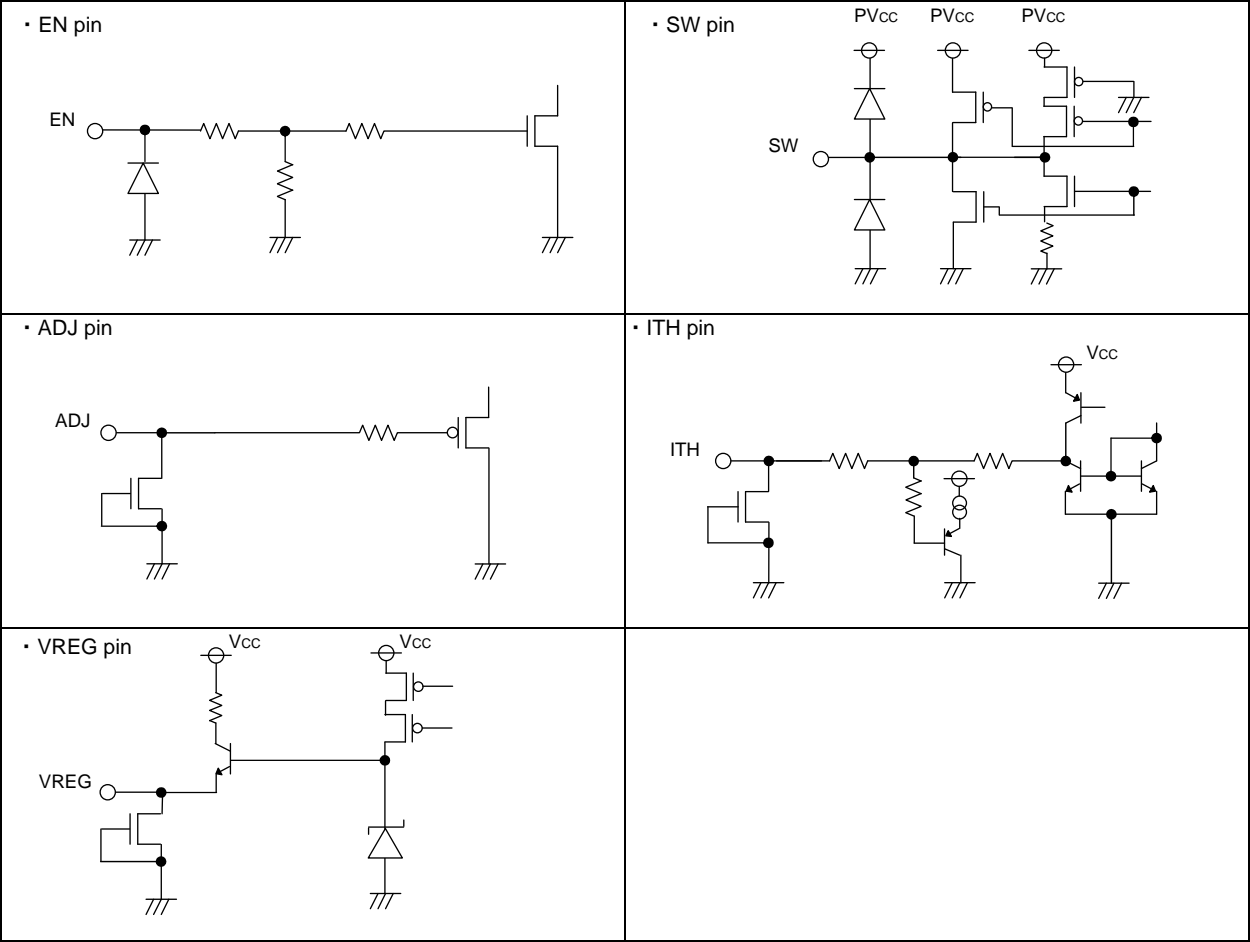 ・EN pin
EN
・SW pin
PVcc PVcc PVcc
SW
・ADJ pin
ADJ
・ITH pin
Vcc
ITH
・VREG pin
Vcc Vcc
VREG